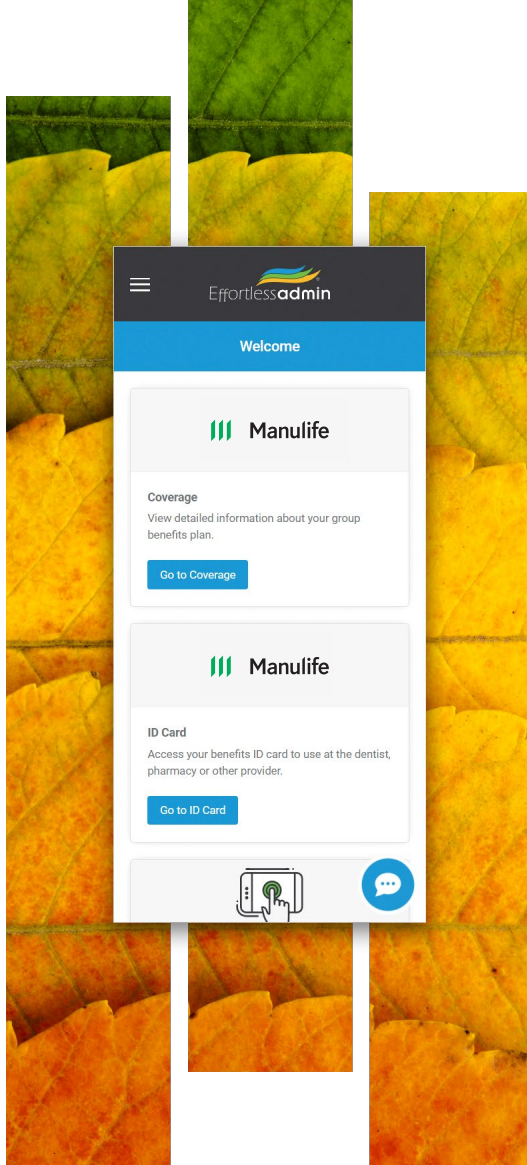 Effortlessadmin
Welcome
Manulife
Coverage
View detailed information about your group
benefits plan.
Go to Coverage
Manulife
ID Card
Access your benefits ID card to use at the dentist,
pharmacy or other provider.
Go to ID Card